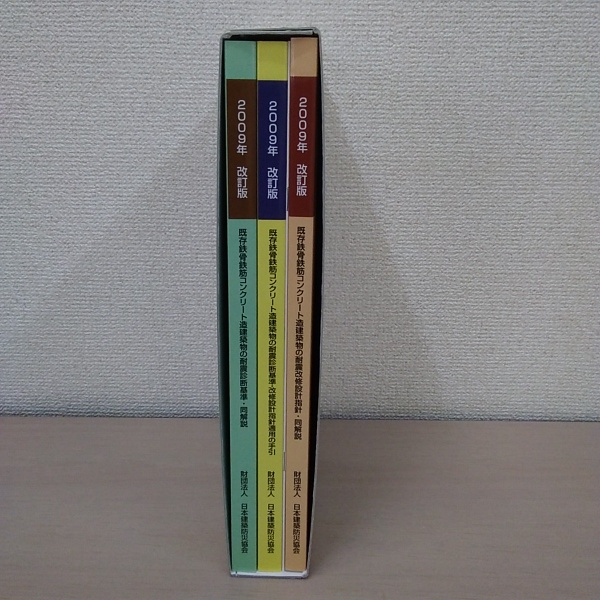 2009年 改訂版
既存鉄骨鉄筋コンクリート造建築物の耐震診断基準・同解説
財団法人 日本建築防災協会
2009年 改訂版
既存鉄骨鉄筋コンクリート造建築物の耐震診断基準・改修設計指針適用の手引
財団法人 日本建築防災協会
2009年 改訂版
既存鉄骨鉄筋コンクリート造建築物の耐震改修設計指針・同解説
財団法人 日本建築防災協会